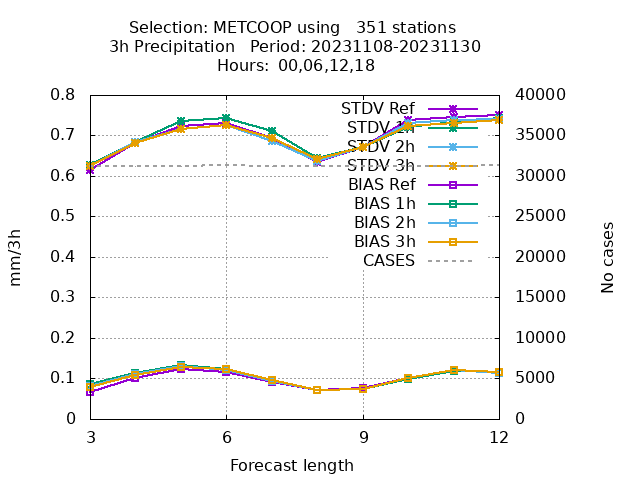 Selection: METCOOP using   351 stations
3h Precipitation   Period: 20231108-20231130
Hours:  00,06,12,18
0.8
0.7
0.6
0.5
0.4
0.3
0.2
0.1
0
mm/3h
STDV Ref
STDV 1h
STDV 2h
STDV 3h
BIAS Ref
BIAS 1h
BIAS 2h
BIAS 3h
CASES
40000
35000
30000
25000
20000
15000
10000
5000
0
No cases
3 6 9 12
Forecast length